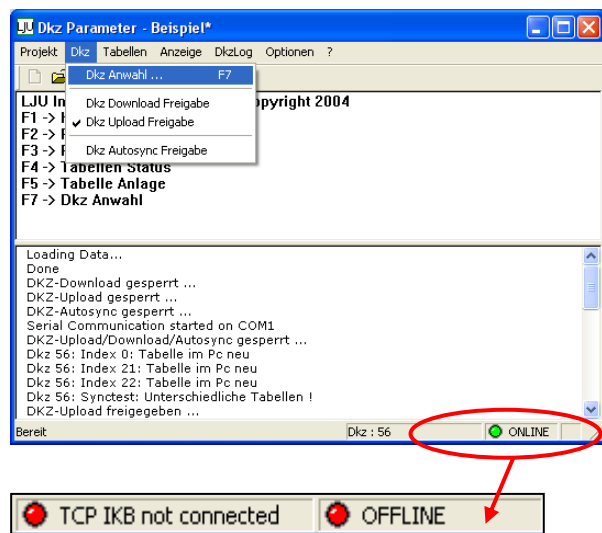 Dkz Parameter - Beispiel*
Projekt Dkz Tabellen Anzeige DkzLog Optionen ?
Dkz Anwahl ... F7
Dkz Download Freigabe
Dkz Upload Freigabe
Dkz Autosync Freigabe
LJU In pyright 2004
F1 ->
F2 ->
F3 ->
F4 -> Tabellen Status
F5 -> Tabelle Anlage
F7 -> Dkz Anwahl
Loading Data...
Done
DKZ-Download gesperrt ...
DKZ-Upload gesperrt ...
DKZ-Autosync gesperrt ...
Serial Communication started on COM1
DKZ-Upload/Download/Autosync gesperrt ...
Dkz 56: Index 0: Tabelle im Pc neu
Dkz 56: Index 21: Tabelle im Pc neu
Dkz 56: Index 22: Tabelle im Pc neu
Dkz 56: Synctest: Unterschiedliche Tabellen !
DKZ-Upload freigegeben ...
Bereit Dkz : 56 ONLINE
TCP IKB not connected OFFLINE